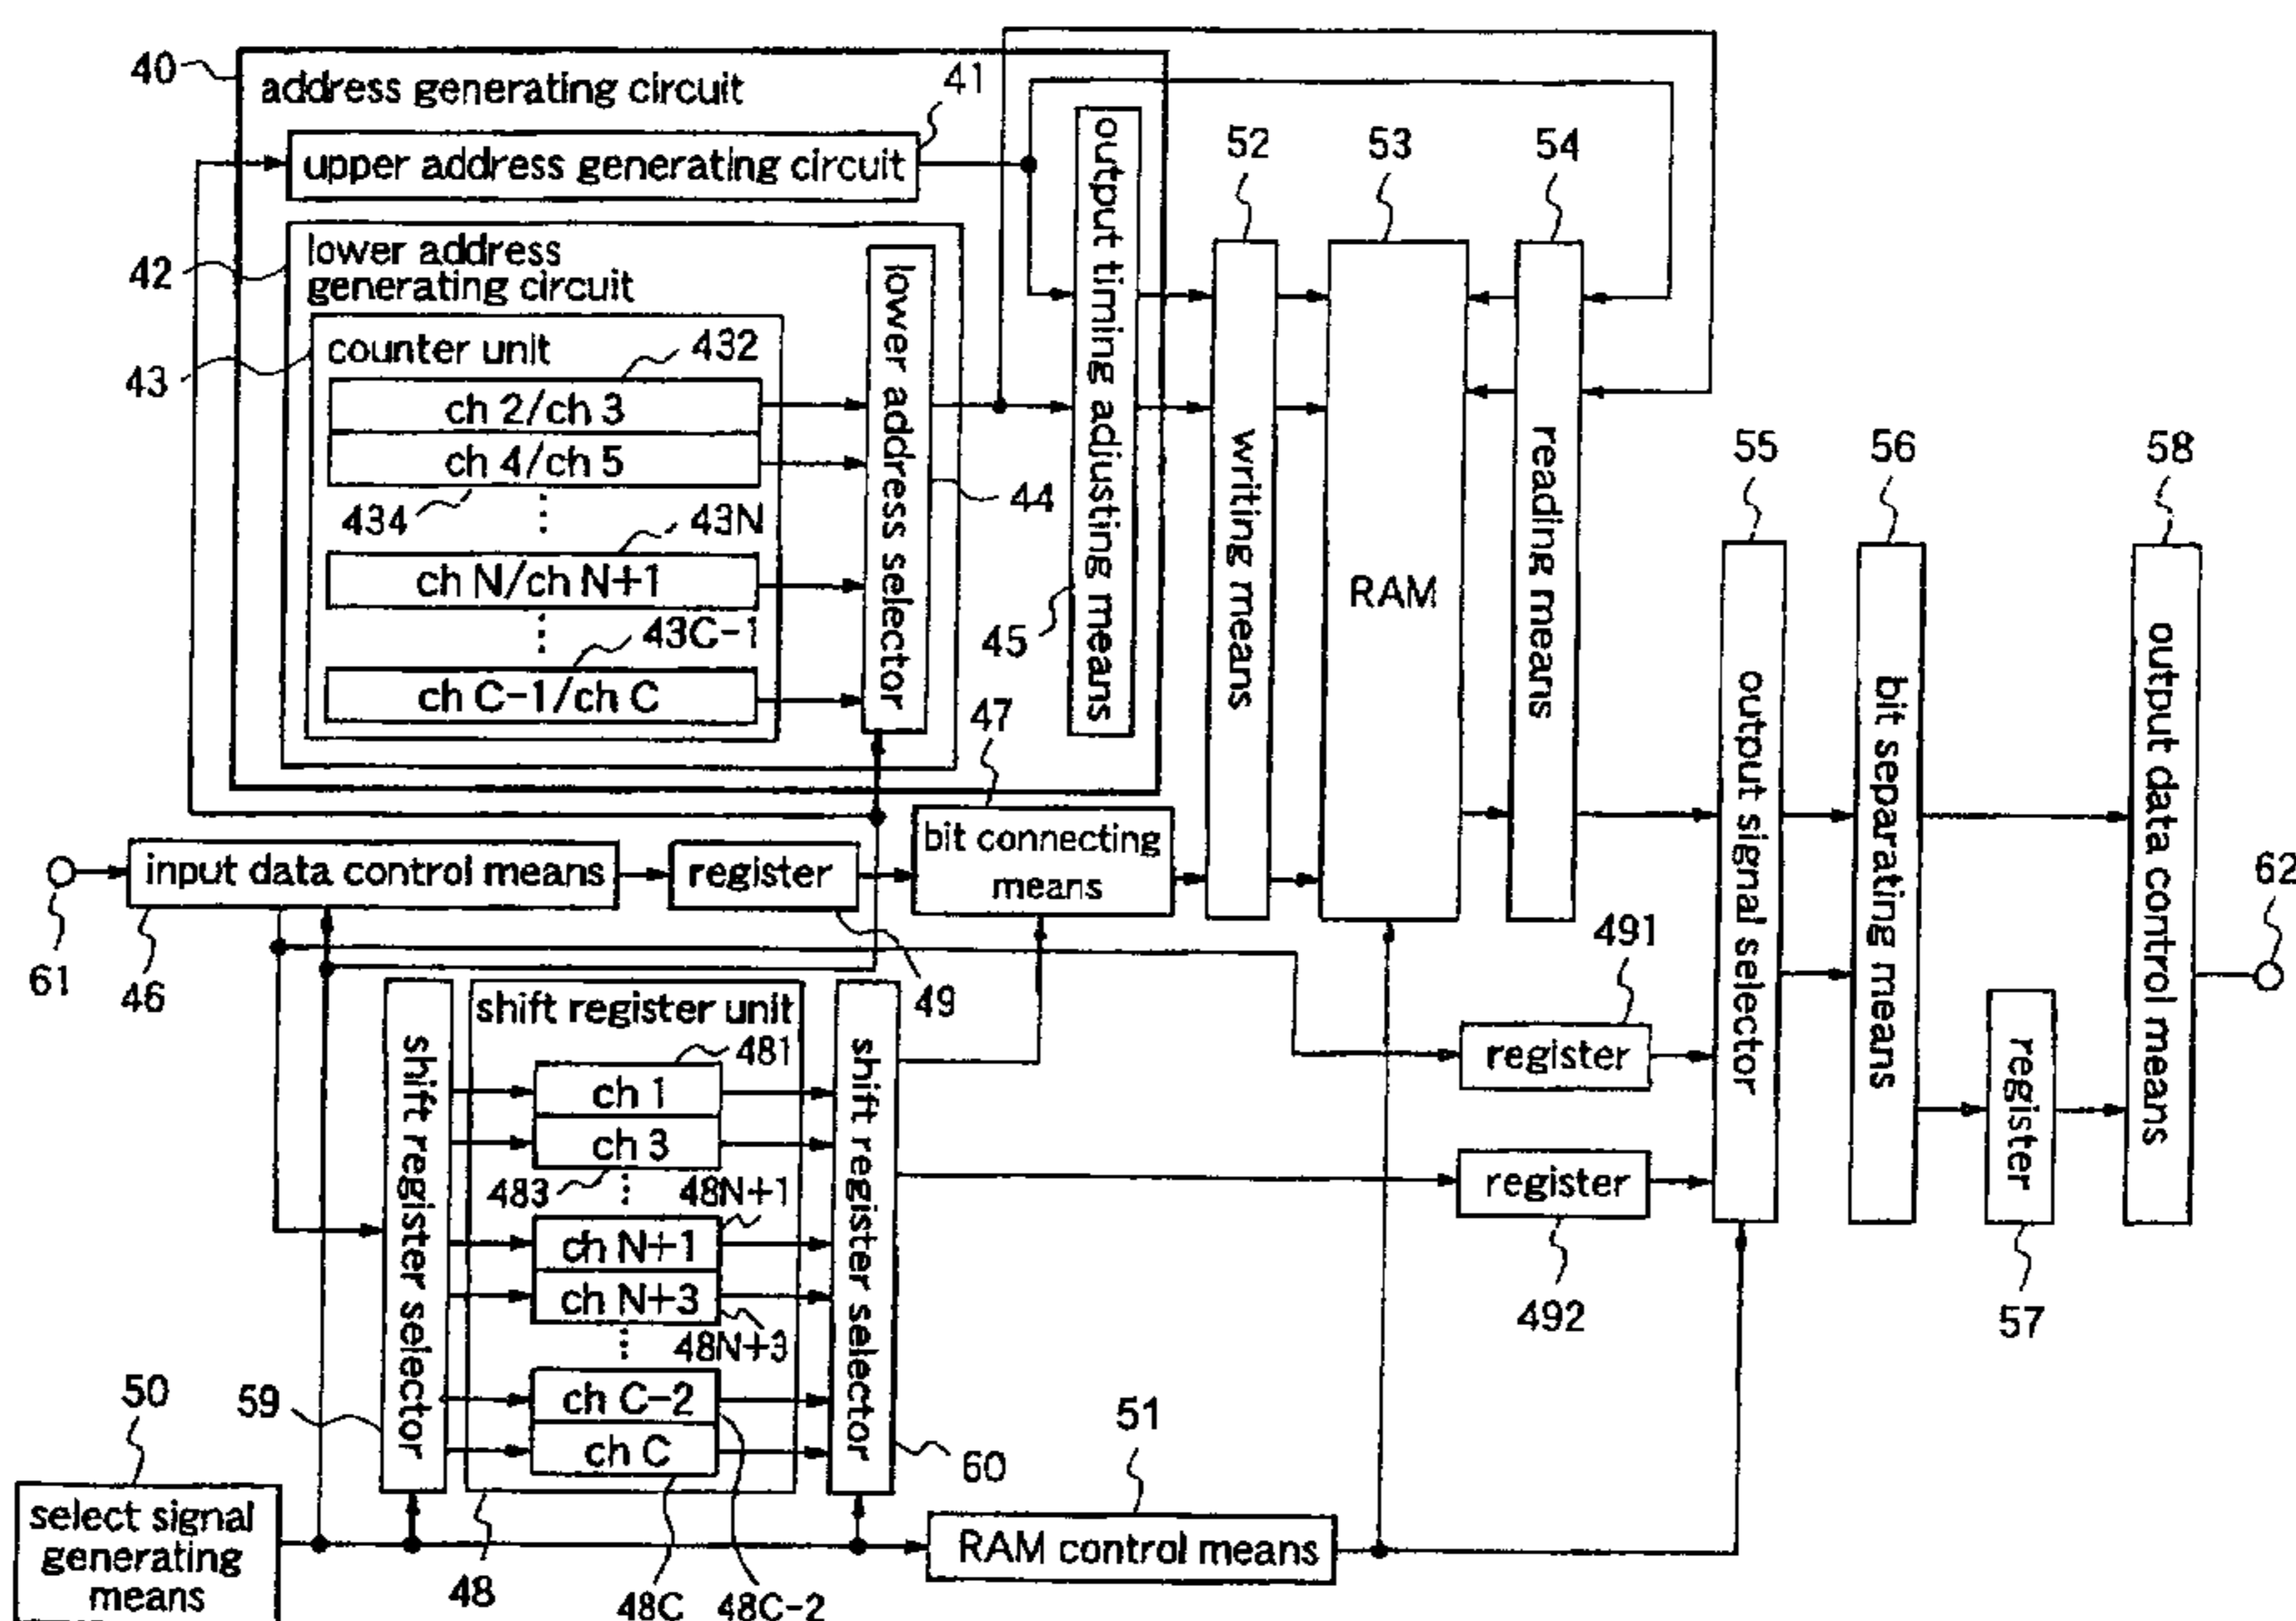 40
address generating circuit
41
upper address generating circuit
42
lower address
generating circuit
43
counter unit
432
ch 2/ch 3
ch 4/ch 5
434
43N
ch N/ch N+1
43C-1
ch C-1/ch C
lower address selector
44
output timing adjusting means
45
52
writing means
53
RAM
54
reading means
55
output signal selector
56
bit separating means
58
output data control means
47
bit connecting
means
61
input data control means
46
register
49
62
shift register selector
59
shift register unit
481
ch 1
ch 3
483
48N+1
ch N+1
ch N+3
48N+3
ch C-2
ch C
48
48C
48C-2
shift register selector
60
491
register
register
492
register
57
50
select signal
generating
means
51
RAM control means